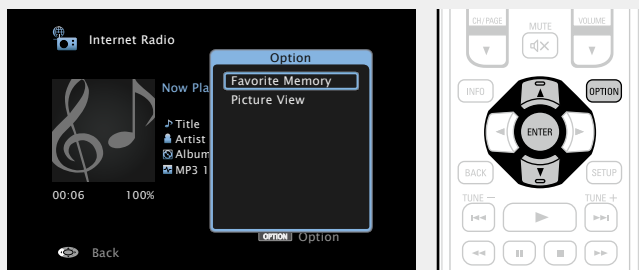 Internet Radio
Option
Favorite Memory
Picture View
Now Pla
Title
Artist
Album
MP3 1
00:06 100%
OPTION Option
Back
CH/PAGE MUTE VOLUME
INFO OPTION
ENTER
BACK SETUP
TUNE – TUNE +